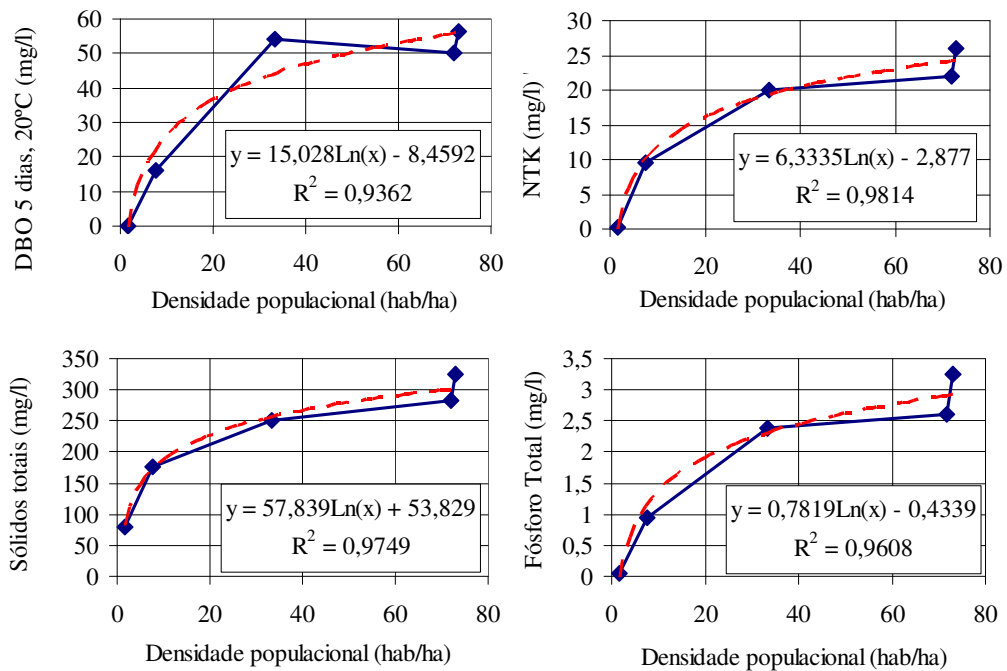 DBO 5 dias, 20ºC (mg/l)
60
50
40
30
20
10
0
y = 15,028Ln(x) - 8,4592
R² = 0,9362
0 20 40 60 80
Densidade populacional (hab/ha)
NTK (mg/l) '
30
25
20
15
10
5
0
y = 6,3335Ln(x) - 2,877
R² = 0,9814
0 20 40 60 80
Densidade populacional (hab/ha)
Sólidos totais (mg/l)
350
300
250
200
150
100
50
0
y = 57,839Ln(x) + 53,829
R² = 0,9749
0 20 40 60 80
Densidade populacional (hab/ha)
Fósforo Total (mg/l)
3,5
3
2,5
2
1,5
1
0,5
0
y = 0,7819Ln(x) - 0,4339
R² = 0,9608
0 20 40 60 80
Densidade populacional (hab/ha)